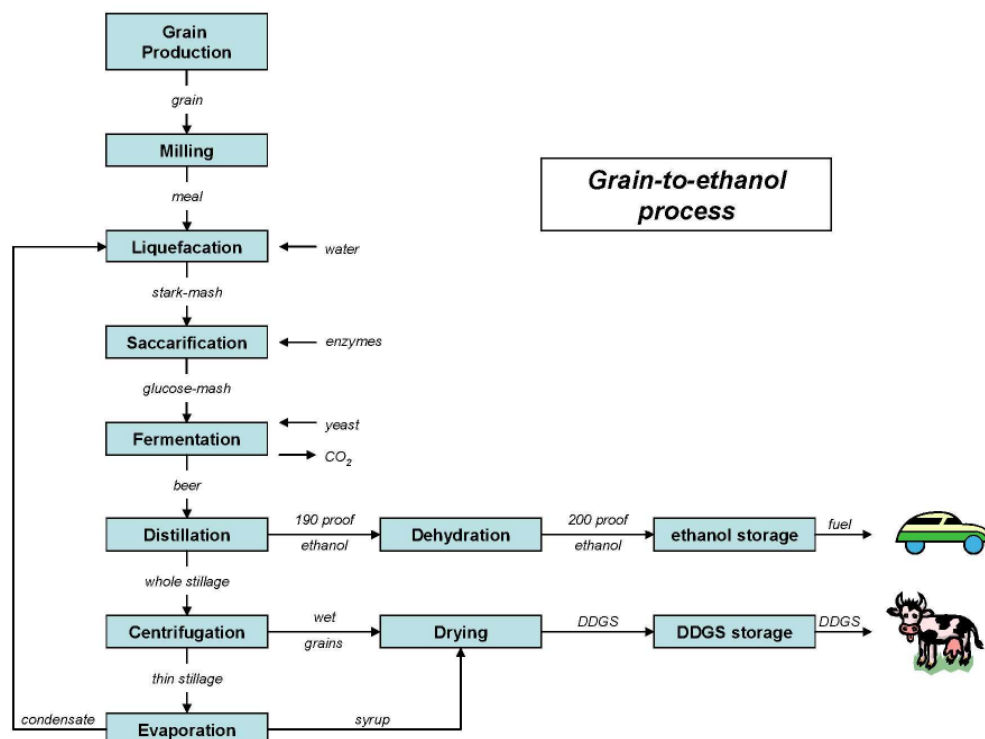 Grain
Production
grain
Milling
meal
Grain-to-ethanol
process
Liquefacation
water
stark-mash
Saccarification
enzymes
glucose-mash
Fermentation
yeast
CO₂
beer
Distillation
190 proof
ethanol
Dehydration
200 proof
ethanol
ethanol storage
fuel
whole stillage
Centrifugation
wet
grains
Drying
DDGS
DDGS storage
DDGS
thin stillage
condensate
Evaporation
syrup